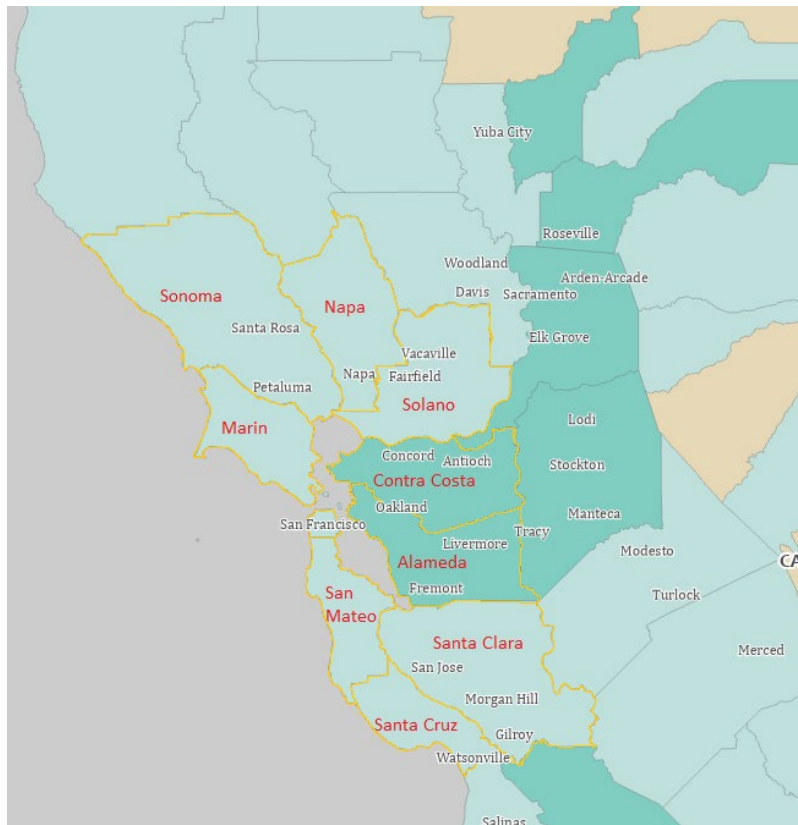 Yuba City
Roseville
Woodland
Arden-Arcade
Davis
Sacramento
Sonoma
Napa
Santa Rosa
Elk Grove
Vacaville
Napa
Fairfield
Petaluma
Solano
Marin
Lodi
Concord
Antioch
Stockton
Contra Costa
Oakland
Manteca
San Francisco
Tracy
Livermore
Modesto
Alameda
CA
Fremont
San
Mateo
Turlock
Santa Clara
Merced
San Jose
Morgan Hill
Santa Cruz
Gilroy
Watsonville
Salinas